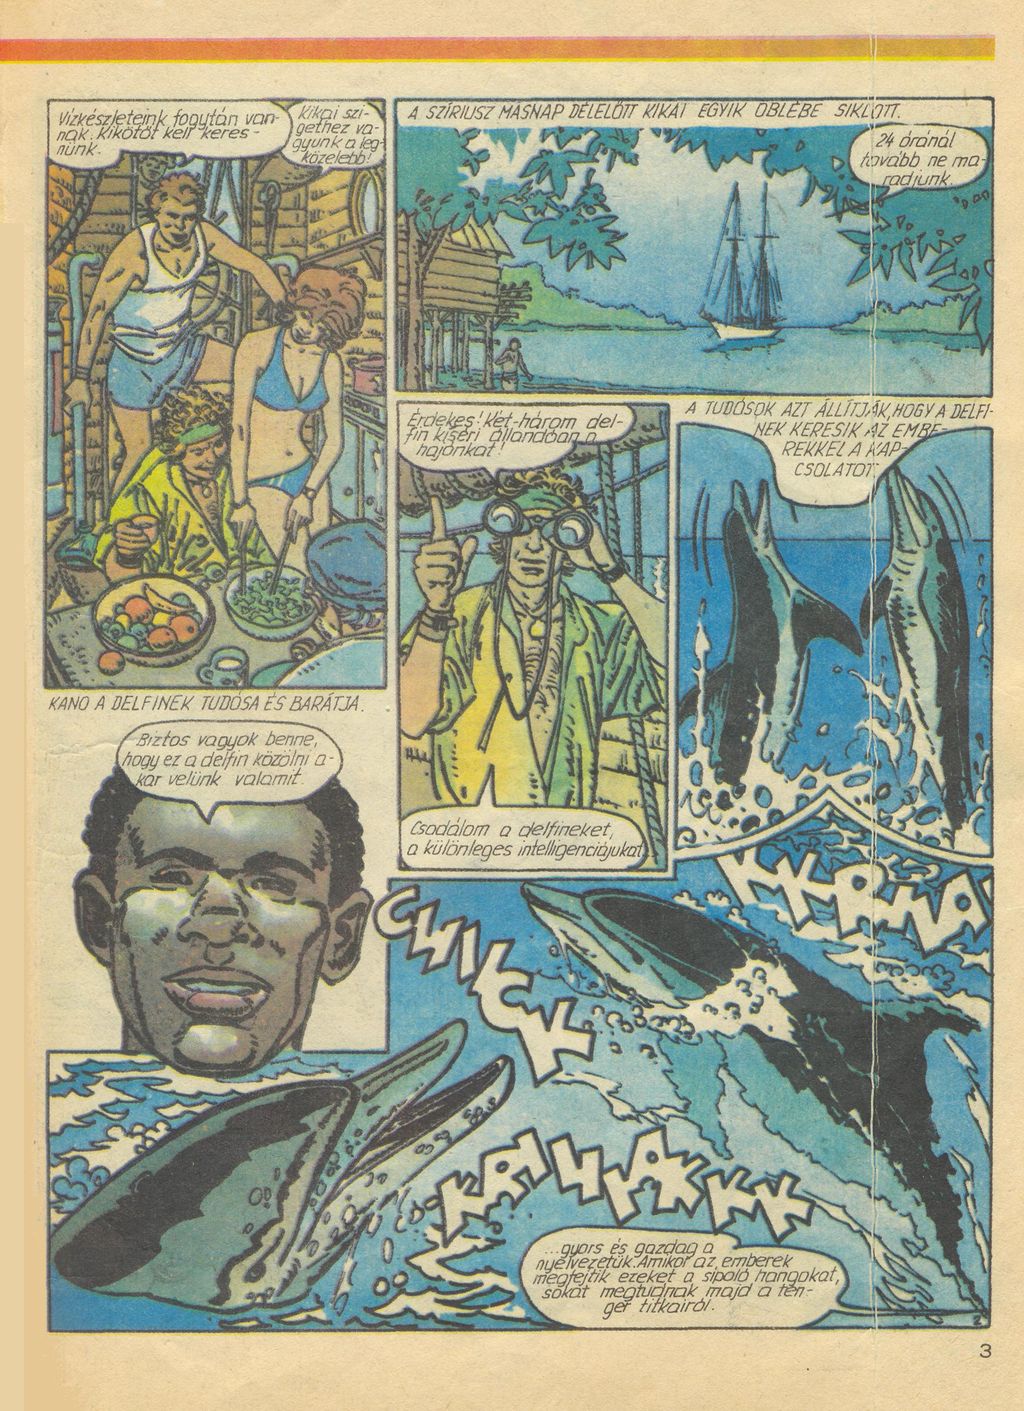 Vízkészleteink fogytán van-
nak. Kikötőt kell keres-
nünk.
Kikai szi-
gethez va-
gyunk a leg-
közelebb!
A SZÍRIUSZ MÁSNAP DÉLELŐTT KIKAI EGYIK ÖBLÉBE SIKLOTT.
24 óránál
tovább ne ma-
radjunk.
Érdekes! Két-három del-
fin kíséri állandóan a
hajónkat!
Csodálom a delfineket,
a különleges intelligenciájukat
A TUDÓSOK AZT ÁLLÍTJÁK, HOGY A DELFI-
NEK KERESIK AZ EMBE-
REKKEL A KAP-
CSOLATOT.
KANO A DELFINEK TUDÓSA ÉS BARÁTJA.
Biztos vagyok benne,
hogy ez a delfin közölni a-
kar velünk valamit.
CWICK
KAIUKAKKK
...gyors és gazdag a
nyelvezetük. Amikor az emberek
megfejtik ezeket a sípoló hangokat,
sokat megtudnak majd a ten-
ger titkairól.
2
3